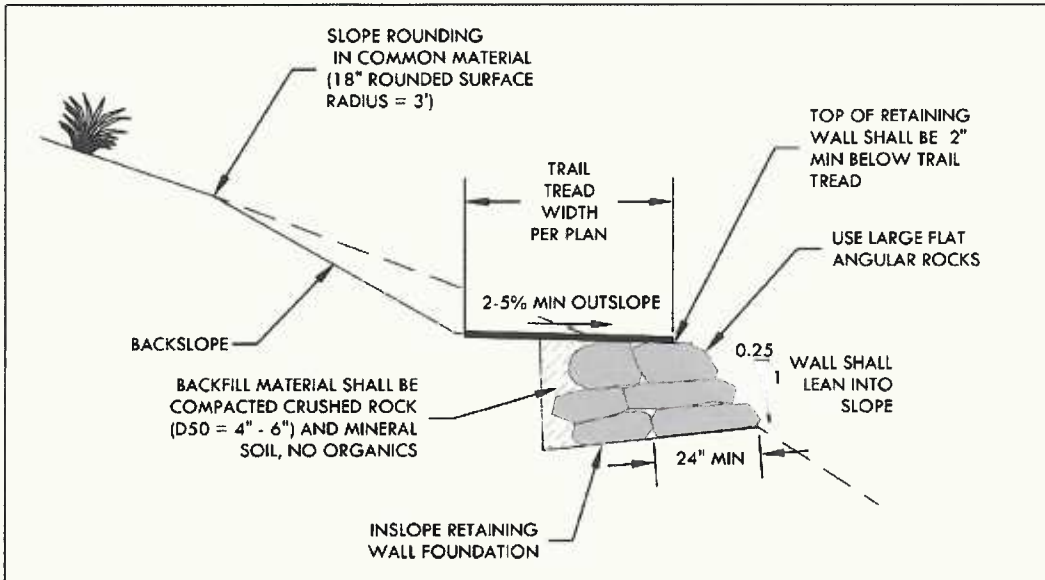 SLOPE ROUNDING
IN COMMON MATERIAL
(18" ROUNDED SURFACE
RADIUS = 3')
TOP OF RETAINING
WALL SHALL BE 2"
MIN BELOW TRAIL
TREAD
TRAIL
TREAD
WIDTH
PER PLAN
USE LARGE FLAT
ANGULAR ROCKS
2-5% MIN OUTSLOPE
BACKSLOPE
0.25
1
WALL SHALL
LEAN INTO
SLOPE
BACKFILL MATERIAL SHALL BE
COMPACTED CRUSHED ROCK
(D50 = 4" - 6") AND MINERAL
SOIL, NO ORGANICS
24" MIN
INSLOPE RETAINING
WALL FOUNDATION